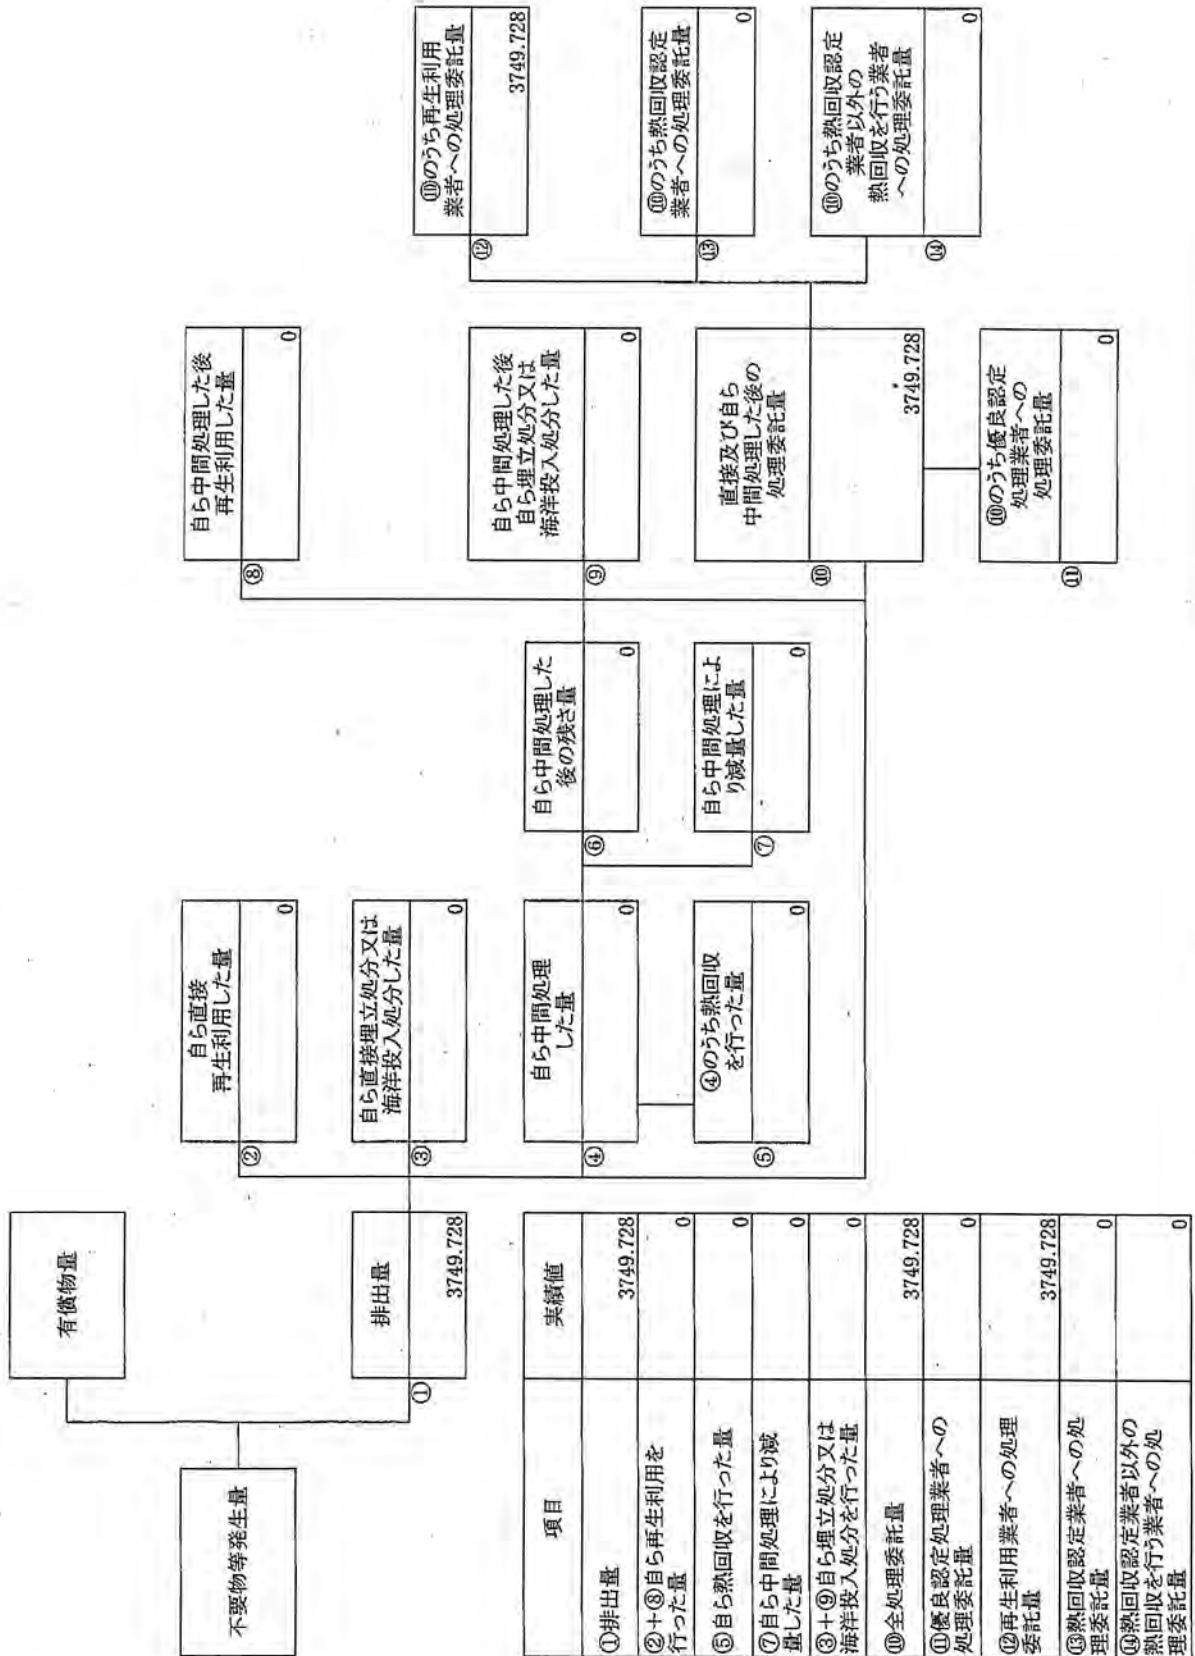 不要物等発生量
有償物量
排出量
①
3749.728
自ら直接
再生利用した量
②
0
自ら直接埋立処分又は
海洋投入処分した量
③
0
自ら中間処理
した量
④
0
④のうち熱回収
を行った量
⑤
0
自ら中間処理した
後の残さ量
⑥
0
自ら中間処理によ
り減量した量
⑦
0
自ら中間処理した後
再生利用した量
⑧
0
自ら中間処理した後
自ら埋立処分又は
海洋投入処分した量
⑨
0
直接及び自ら
中間処理した後の
処理委託量
⑩
3749.728
⑩のうち優良認定
処理業者への
処理委託量
⑪
0
⑩のうち再生利用
業者への処理委託量
⑫
3749.728
⑩のうち熱回収認定
業者への処理委託量
⑬
0
⑩のうち熱回収認定
業者以外の
熱回収を行う業者
への処理委託量
⑭
0
項目 実績値
①排出量 3749.728
②+⑧自ら再生利用を
行った量 0
⑤自ら熱回収を行った量 0
⑦自ら中間処理により減
量した量 0
③+⑨自ら埋立処分又は
海洋投入処分を行った量 0
⑩全処理委託量 3749.728
⑪優良認定処理業者への
処理委託量 0
⑫再生利用業者への処理
委託量 3749.728
⑬熱回収認定業者への処
理委託量 0
⑭熱回収認定業者以外の
熱回収を行う業者への処
理委託量 0